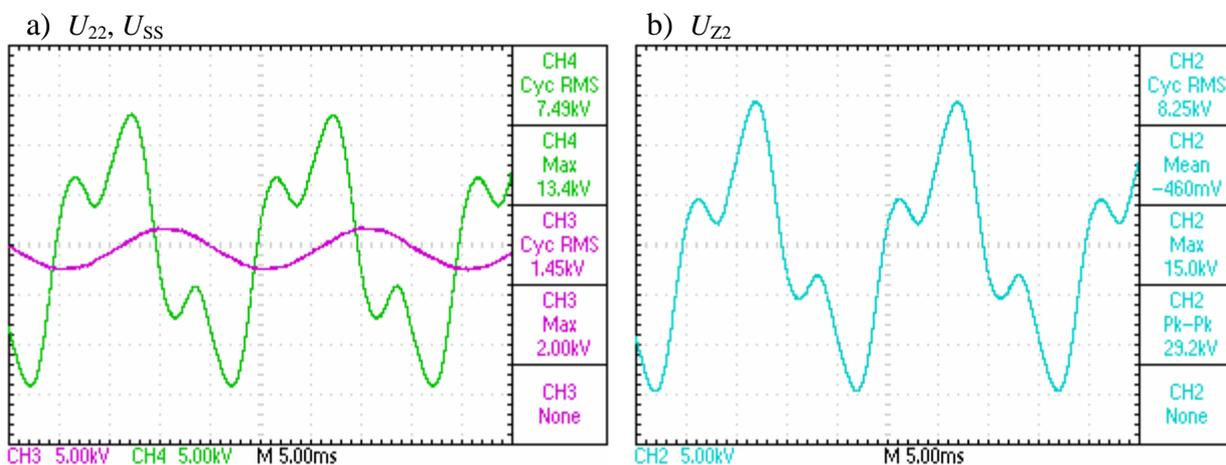 a) U22, USS
CH4
Cyc RMS
7.49kV
CH4
Max
13.4kV
CH3
Cyc RMS
1.45kV
CH3
Max
2.00kV
CH3
None
CH3 5.00kV CH4 5.00kV M 5.00ms
b) UZ2
CH2
Cyc RMS
8.25kV
CH2
Mean
-460mV
CH2
Max
15.0kV
CH2
Pk-Pk
29.2kV
CH2
None
CH2 5.00kV M 5.00ms